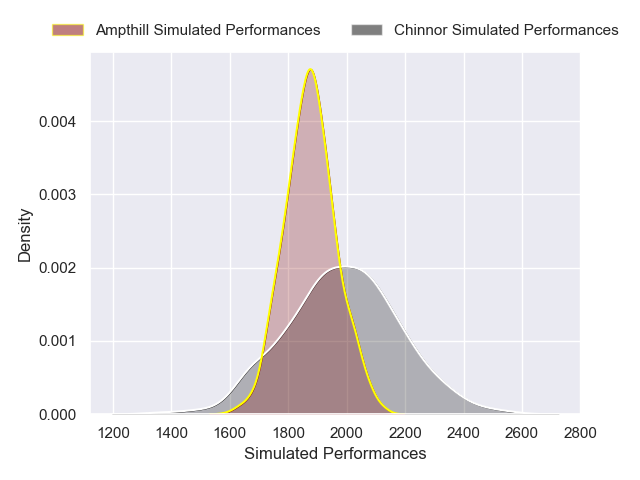 Ampthill Simulated Performances Chinnor Simulated Performances
0.004
0.003
0.002
0.001
0.000
Density
1200 1400 1600 1800 2000 2200 2400 2600 2800
Simulated Performances